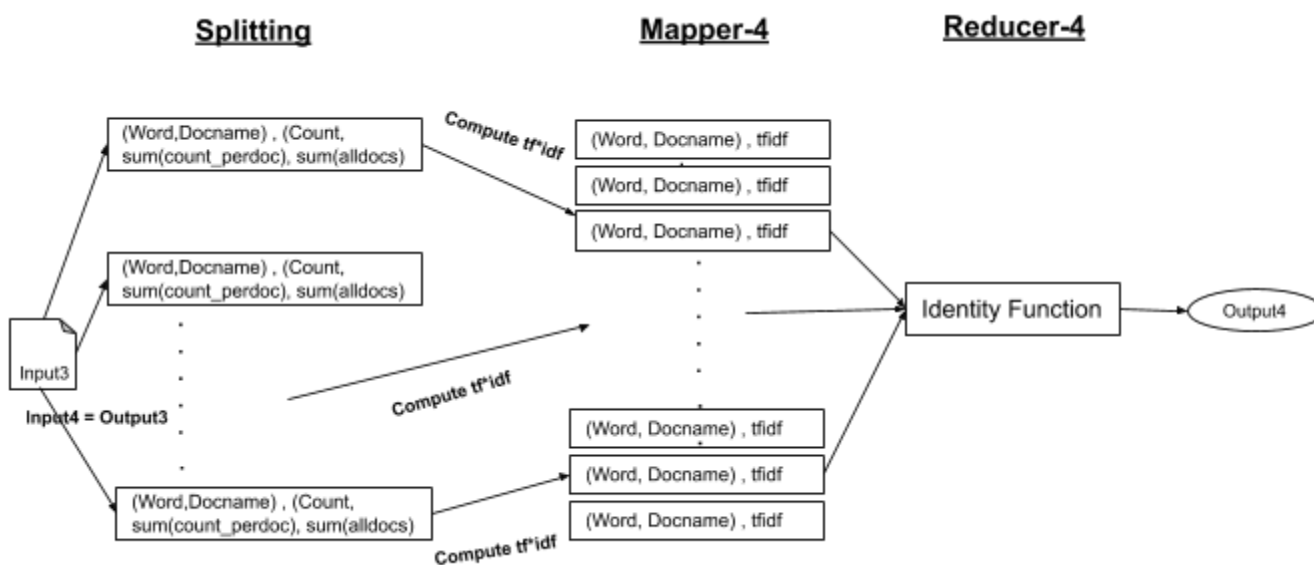 Splitting
Mapper-4
Reducer-4
(Word,Docname) , (Count,
sum(count_perdoc), sum(alldocs)
Compute tf*idf
(Word, Docname) , tfidf
(Word, Docname) , tfidf
(Word, Docname) , tfidf
(Word,Docname) , (Count,
sum(count_perdoc), sum(alldocs)
Identity Function
Output4
Input3
Input4 = Output3
Compute tf*idf
(Word, Docname) , tfidf
(Word, Docname) , tfidf
(Word, Docname) , tfidf
(Word,Docname) , (Count,
sum(count_perdoc), sum(alldocs)
Compute tf*idf